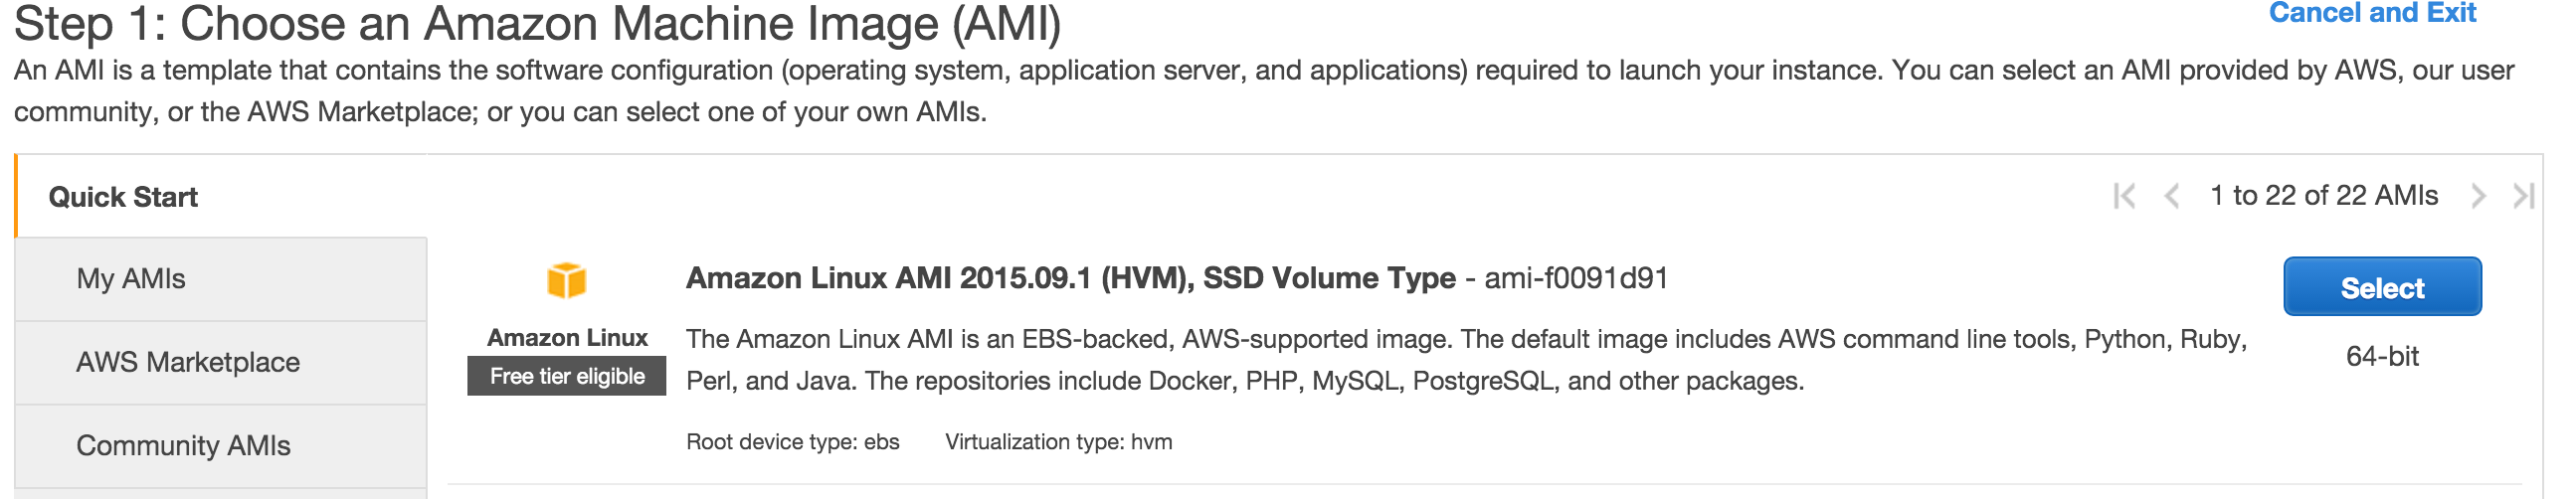 Step 1: Choose an Amazon Machine Image (AMI)
Cancel and Exit
An AMI is a template that contains the software configuration (operating system, application server, and applications) required to launch your instance. You can select an AMI provided by AWS, our user
community, or the AWS Marketplace; or you can select one of your own AMIs.
Quick Start
My AMIs
AWS Marketplace
Community AMIs
1 to 22 of 22 AMIs
Amazon Linux
Free tier eligible
Amazon Linux AMI 2015.09.1 (HVM), SSD Volume Type - ami-f0091d91
The Amazon Linux AMI is an EBS-backed, AWS-supported image. The default image includes AWS command line tools, Python, Ruby,
Perl, and Java. The repositories include Docker, PHP, MySQL, PostgreSQL, and other packages.
Root device type: ebs Virtualization type: hvm
Select
64-bit